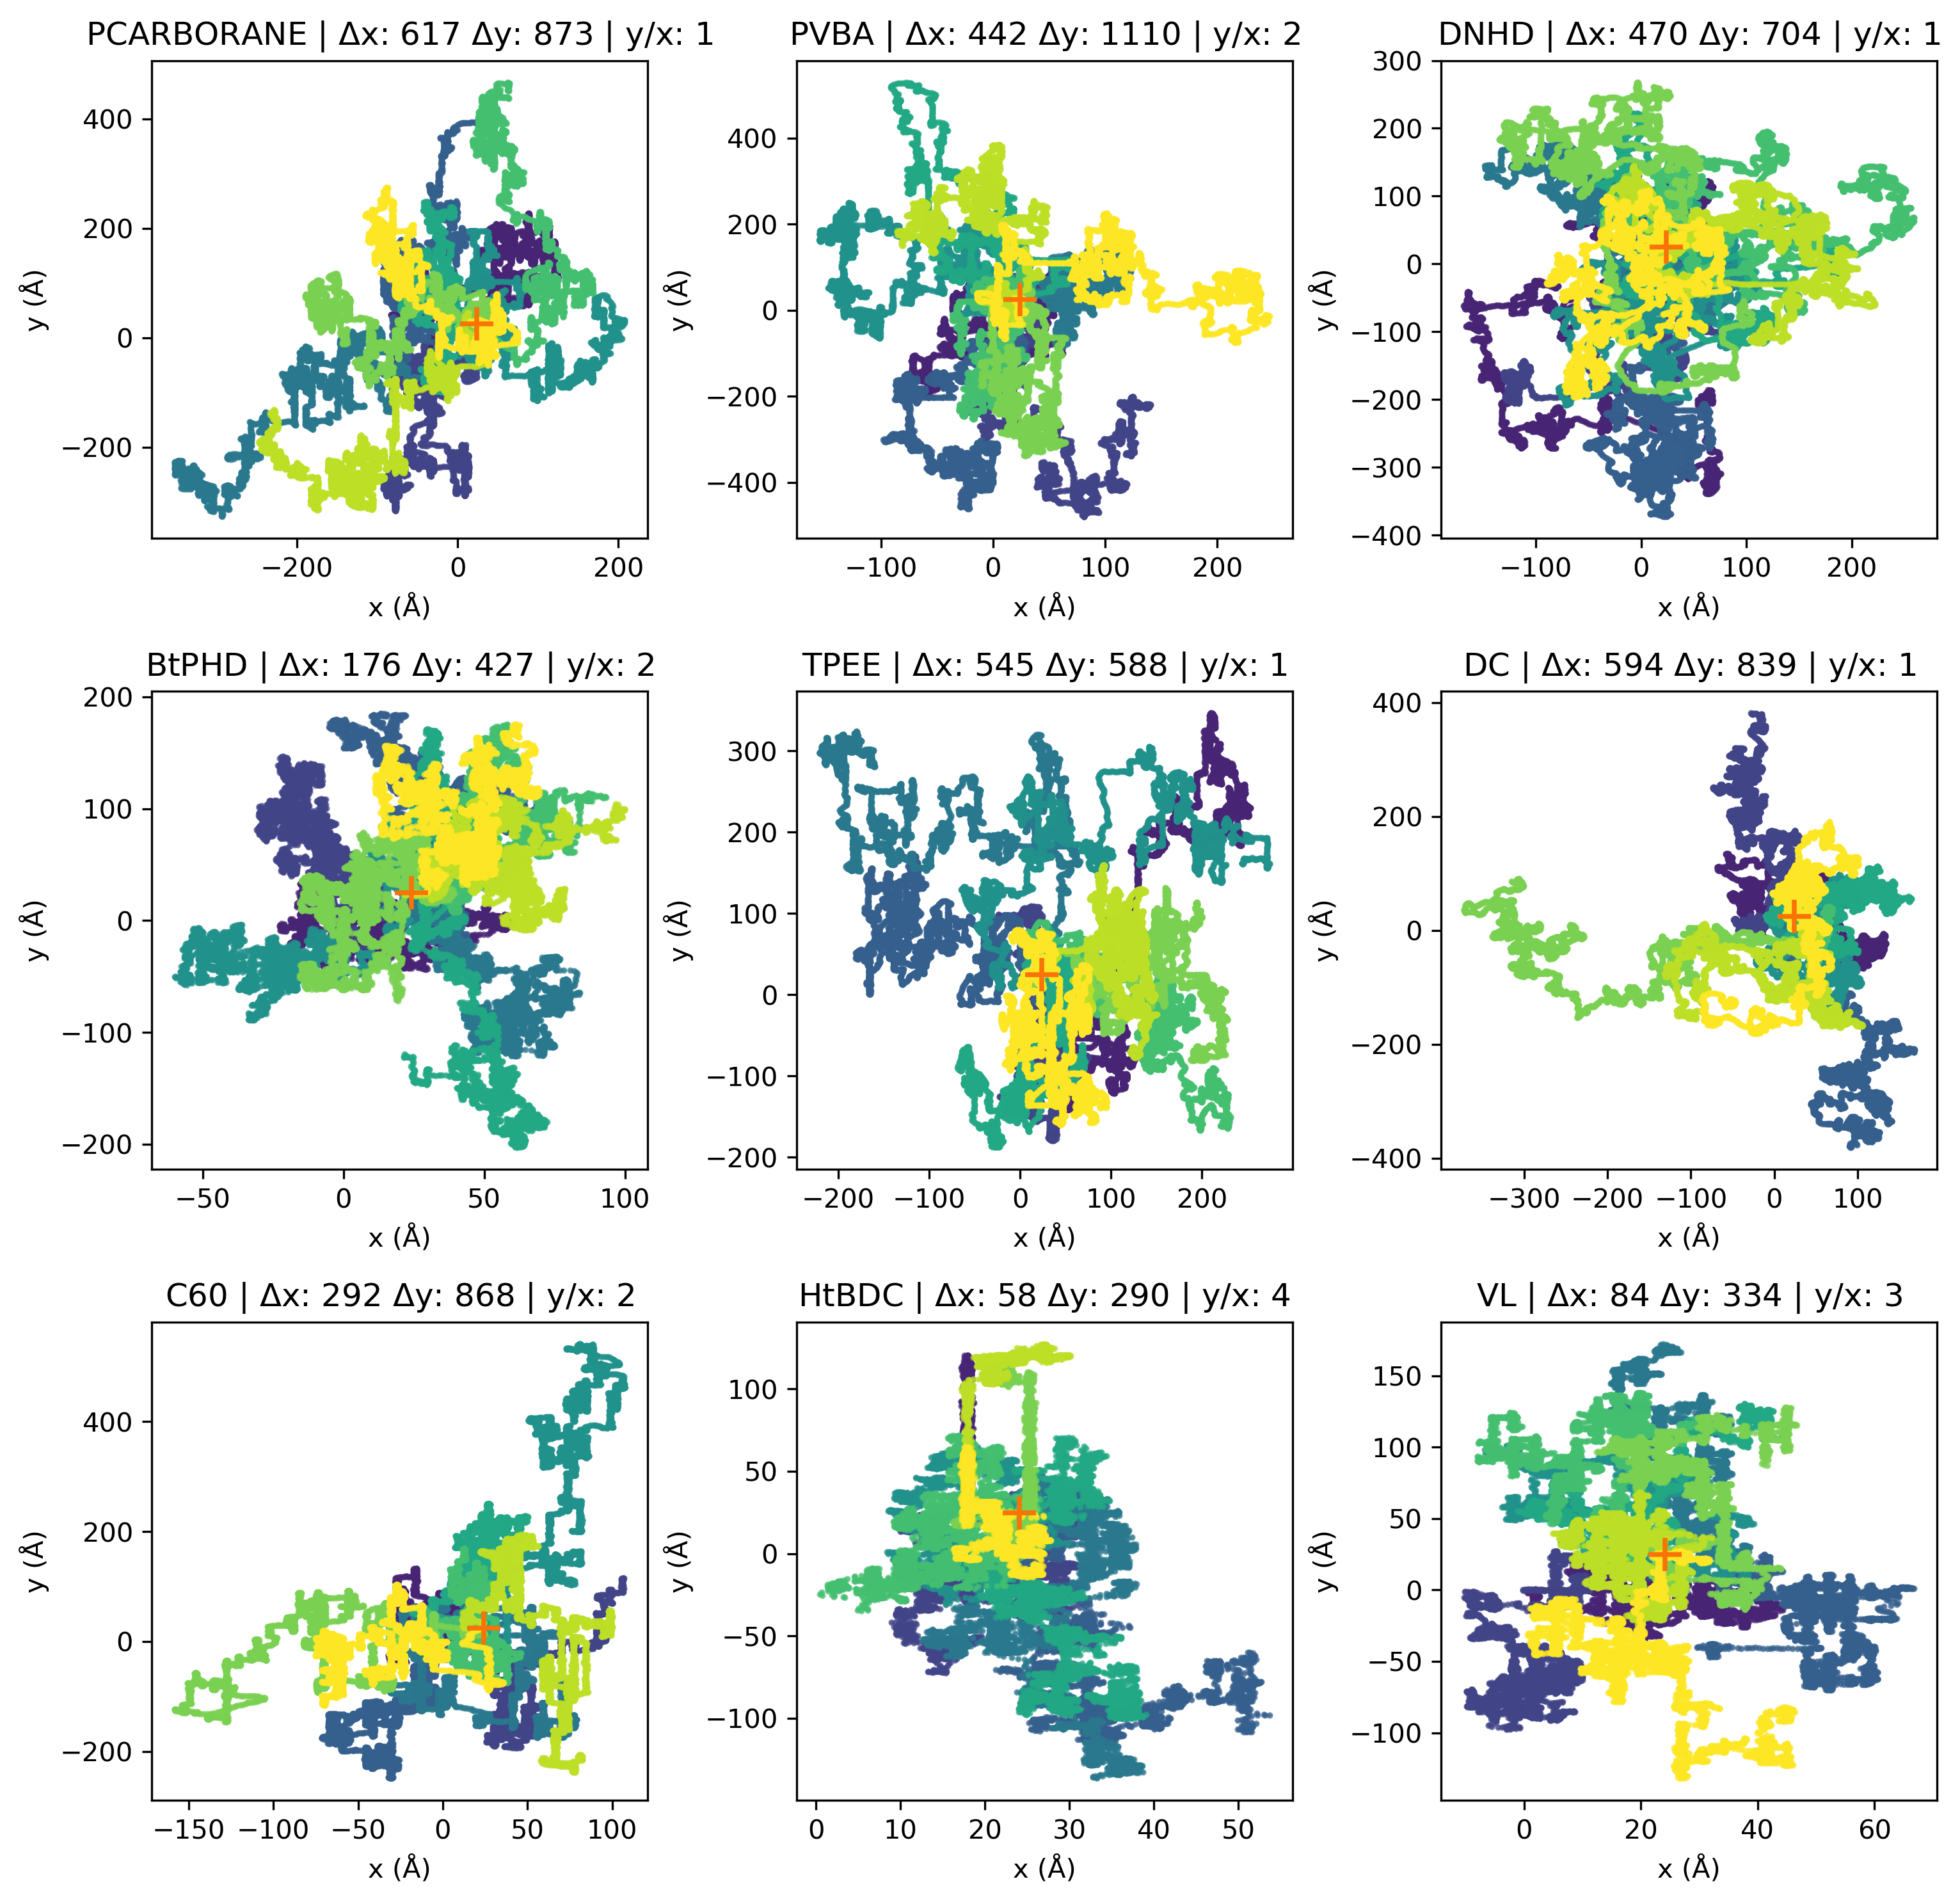 PCARBORANE | Δx: 617 Δy: 873 | y/x: 1
400
200
0
−200
y (Å)
−200 0 200
x (Å)
PVBA | Δx: 442 Δy: 1110 | y/x: 2
400
200
0
−200
−400
y (Å)
−100 0 100 200
x (Å)
DNHD | Δx: 470 Δy: 704 | y/x: 1
300
200
100
0
−100
−200
−300
−400
y (Å)
−100 0 100 200
x (Å)
BtPHD | Δx: 176 Δy: 427 | y/x: 2
200
100
0
−100
−200
y (Å)
−50 0 50 100
x (Å)
TPEE | Δx: 545 Δy: 588 | y/x: 1
300
200
100
0
−100
−200
y (Å)
−200 −100 0 100 200
x (Å)
DC | Δx: 594 Δy: 839 | y/x: 1
400
200
0
−200
−400
y (Å)
−300 −200 −100 0 100
x (Å)
C60 | Δx: 292 Δy: 868 | y/x: 2
400
200
0
−200
y (Å)
−150 −100 −50 0 50 100
x (Å)
HtBDC | Δx: 58 Δy: 290 | y/x: 4
100
50
0
−50
−100
y (Å)
0 10 20 30 40 50
x (Å)
VL | Δx: 84 Δy: 334 | y/x: 3
150
100
50
0
−50
−100
y (Å)
0 20 40 60
x (Å)